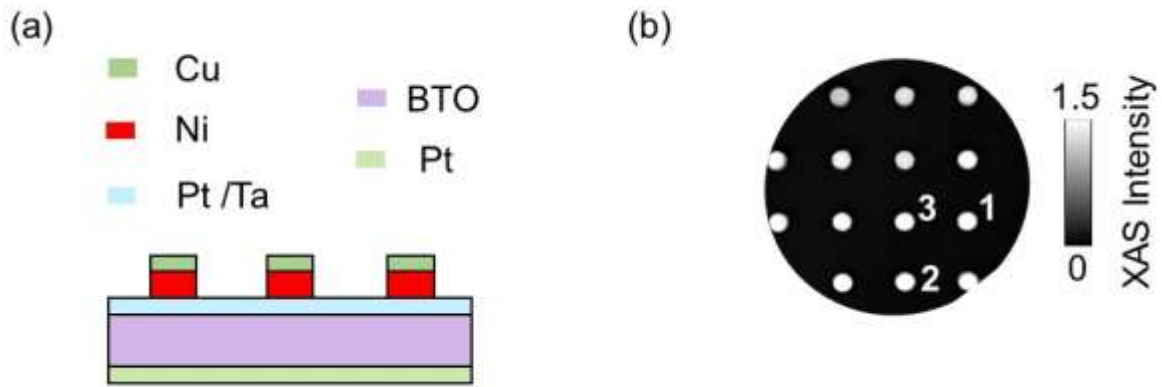 (a)
Cu
Ni
Pt /Ta
BTO
Pt
(b)
3
1
2
1.5
0
XAS Intensity